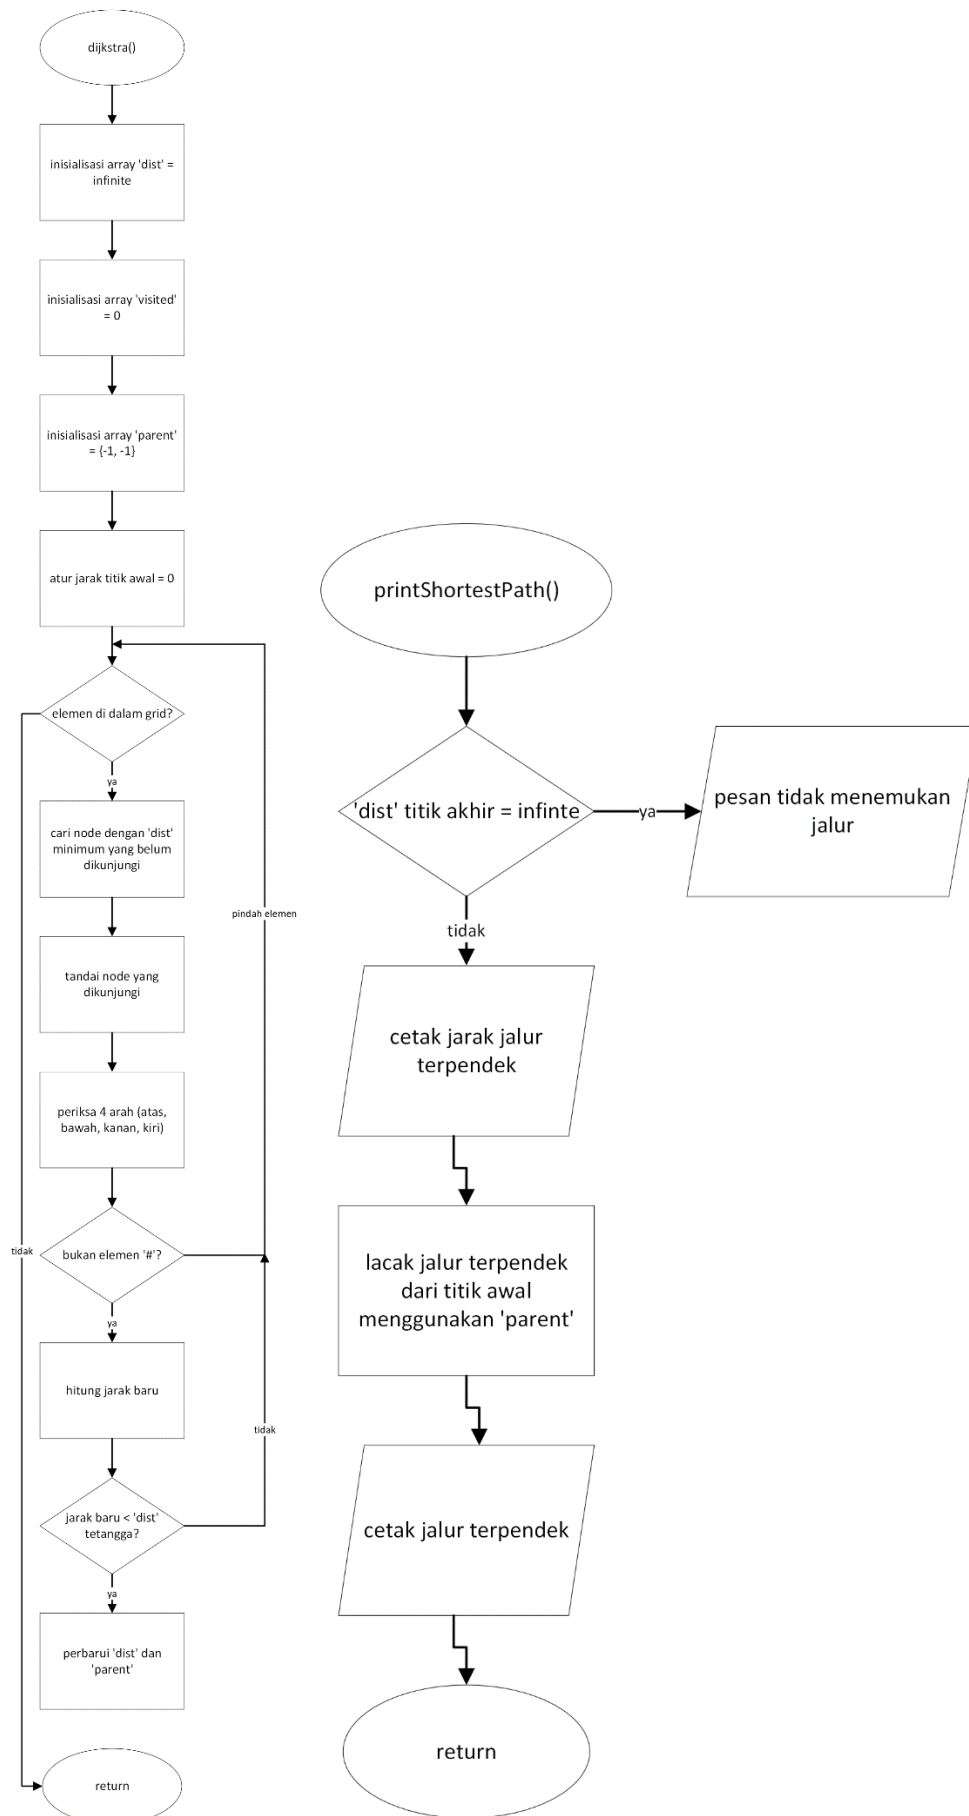 dijkstra()
inisialisasi array 'dist' =
infinite
inisialisasi array 'visited'
= 0
inisialisasi array 'parent'
= {-1, -1}
atur jarak titik awal = 0
elemen di dalam grid?
ya
cari node dengan 'dist'
minimum yang belum
dikunjungi
pindah elemen
tandai node yang
dikunjungi
periksa 4 arah (atas,
bawah, kanan, kiri)
tidak
bukan elemen '#'?
ya
hitung jarak baru
tidak
jarak baru < 'dist'
tetangga?
ya
perbarui 'dist' dan
'parent'
return
printShortestPath()
'dist' titik akhir = infinte
ya
pesan tidak menemukan
jalur
tidak
cetak jarak jalur
terpendek
lacak jalur terpendek
dari titik awal
menggunakan 'parent'
cetak jalur terpendek
return